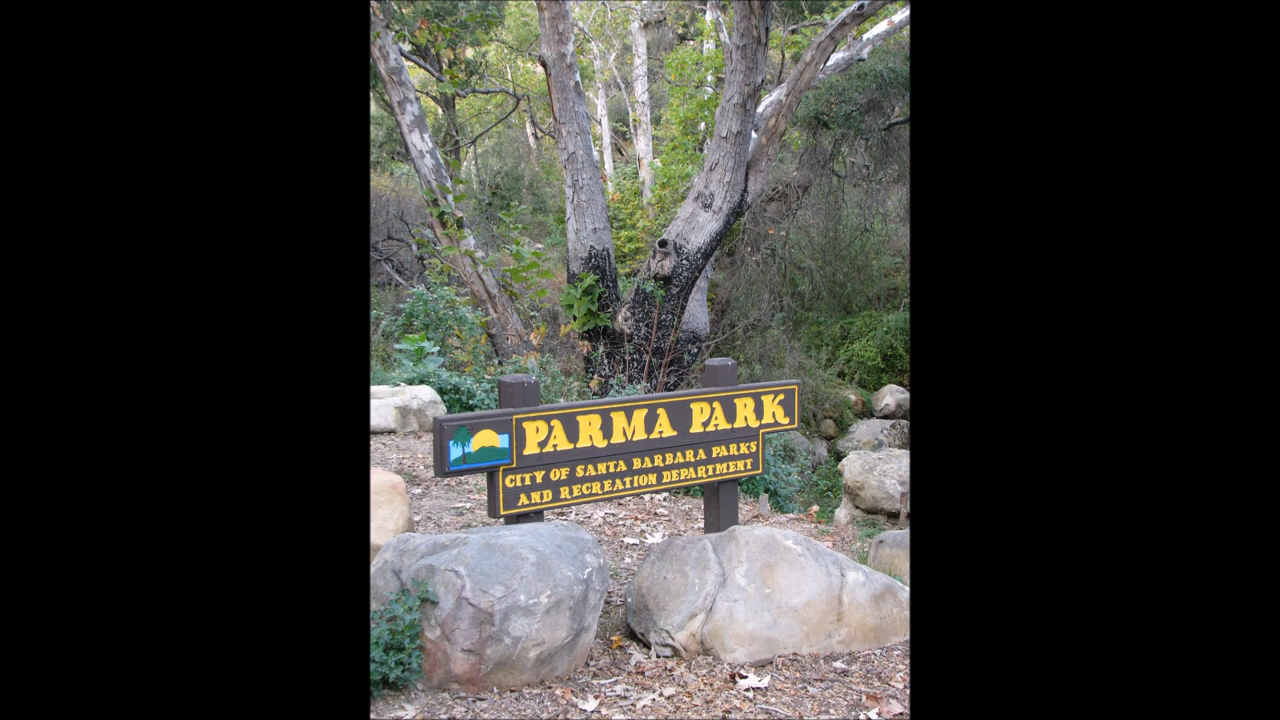 PARMA PARK
CITY OF SANTA BARBARA PARKS
AND RECREATION DEPARTMENT